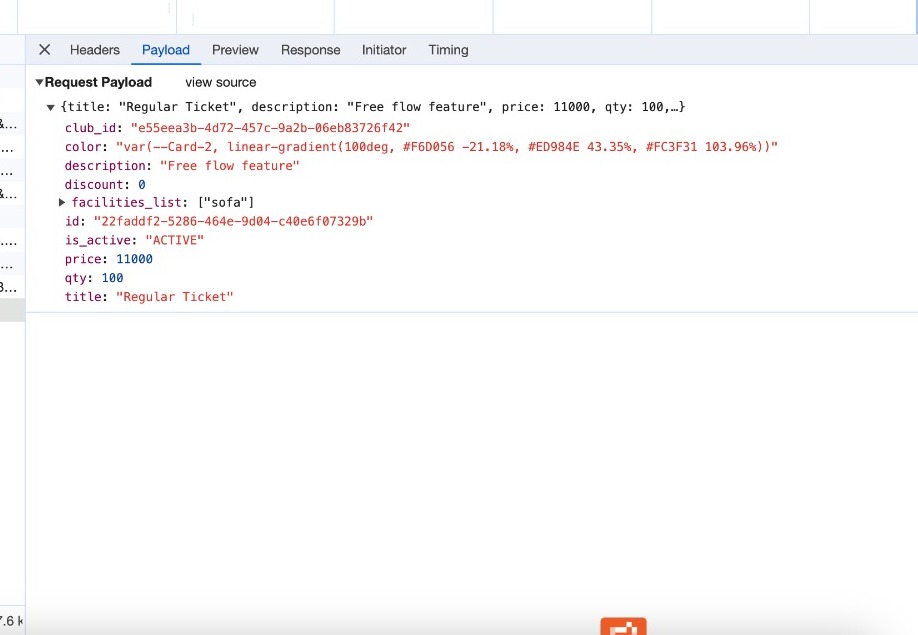 Headers Payload Preview Response Initiator Timing
▼Request Payload view source
▼ {title: "Regular Ticket", description: "Free flow feature", price: 11000, qty: 100,…}
&...
club_id: "e55eea3b-4d72-457c-9a2b-06eb83726f42"
...
color: "var(--Card-2, linear-gradient(100deg, #F6D056 -21.18%, #ED984E 43.35%, #FC3F31 103.96%))"
...
description: "Free flow feature"
discount: 0
&...
▶ facilities_list: ["sofa"]
id: "22faddf2-5286-464e-9d04-c40e6f07329b"
....
is_active: "ACTIVE"
...
price: 11000
qty: 100
3...
title: "Regular Ticket"
7.6 k